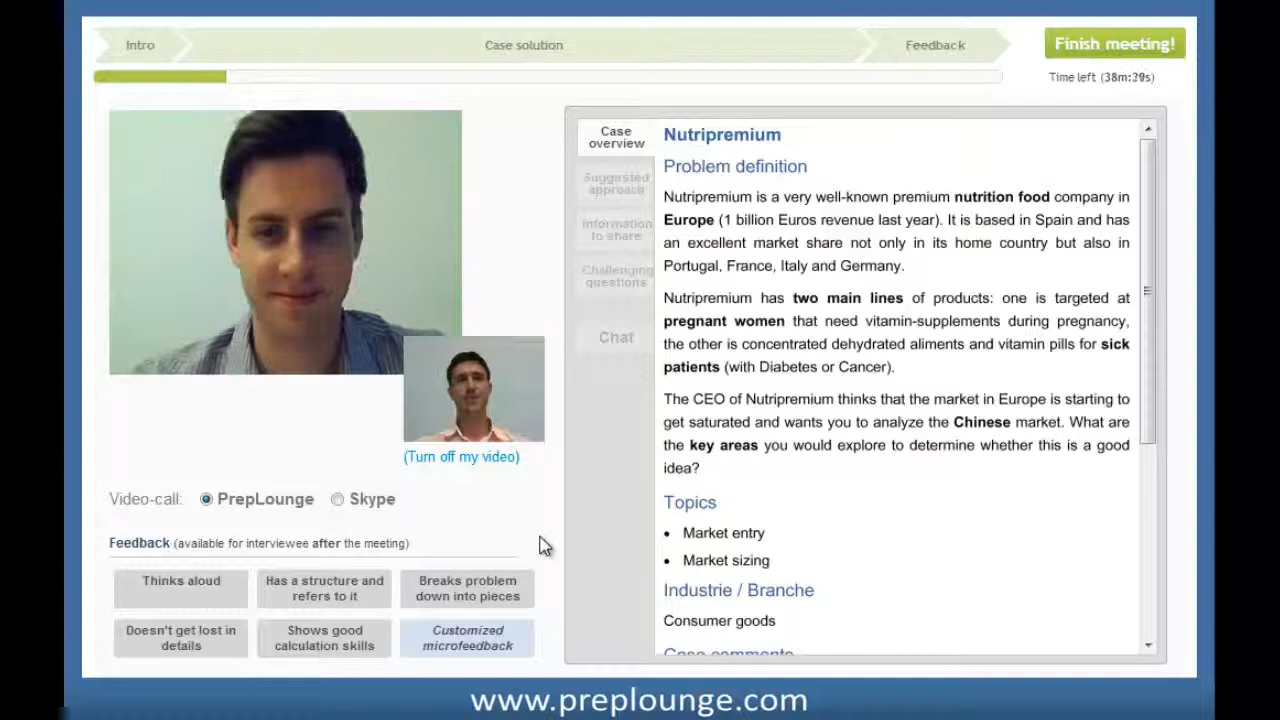 Intro
Case solution
Feedback
Finish meeting!
Time left (38m:39s)
(Turn off my video)
Video-call: PrepLounge Skype
Feedback (available for interviewee after the meeting)
Thinks aloud
Has a structure and
refers to it
Breaks problem
down into pieces
Doesn't get lost in
details
Shows good
calculation skills
Customized
microfeedback
Case
overview
Suggested
approach
Information
to share
Challenging
questions
Chat
Nutripremium
Problem definition
Nutripremium is a very well-known premium nutrition food company in
Europe (1 billion Euros revenue last year). It is based in Spain and has
an excellent market share not only in its home country but also in
Portugal, France, Italy and Germany.
Nutripremium has two main lines of products: one is targeted at
pregnant women that need vitamin-supplements during pregnancy,
the other is concentrated dehydrated aliments and vitamin pills for sick
patients (with Diabetes or Cancer).
The CEO of Nutripremium thinks that the market in Europe is starting to
get saturated and wants you to analyze the Chinese market. What are
the key areas you would explore to determine whether this is a good
idea?
Topics
• Market entry
• Market sizing
Industrie / Branche
Consumer goods
Case comments
www.preplounge.com